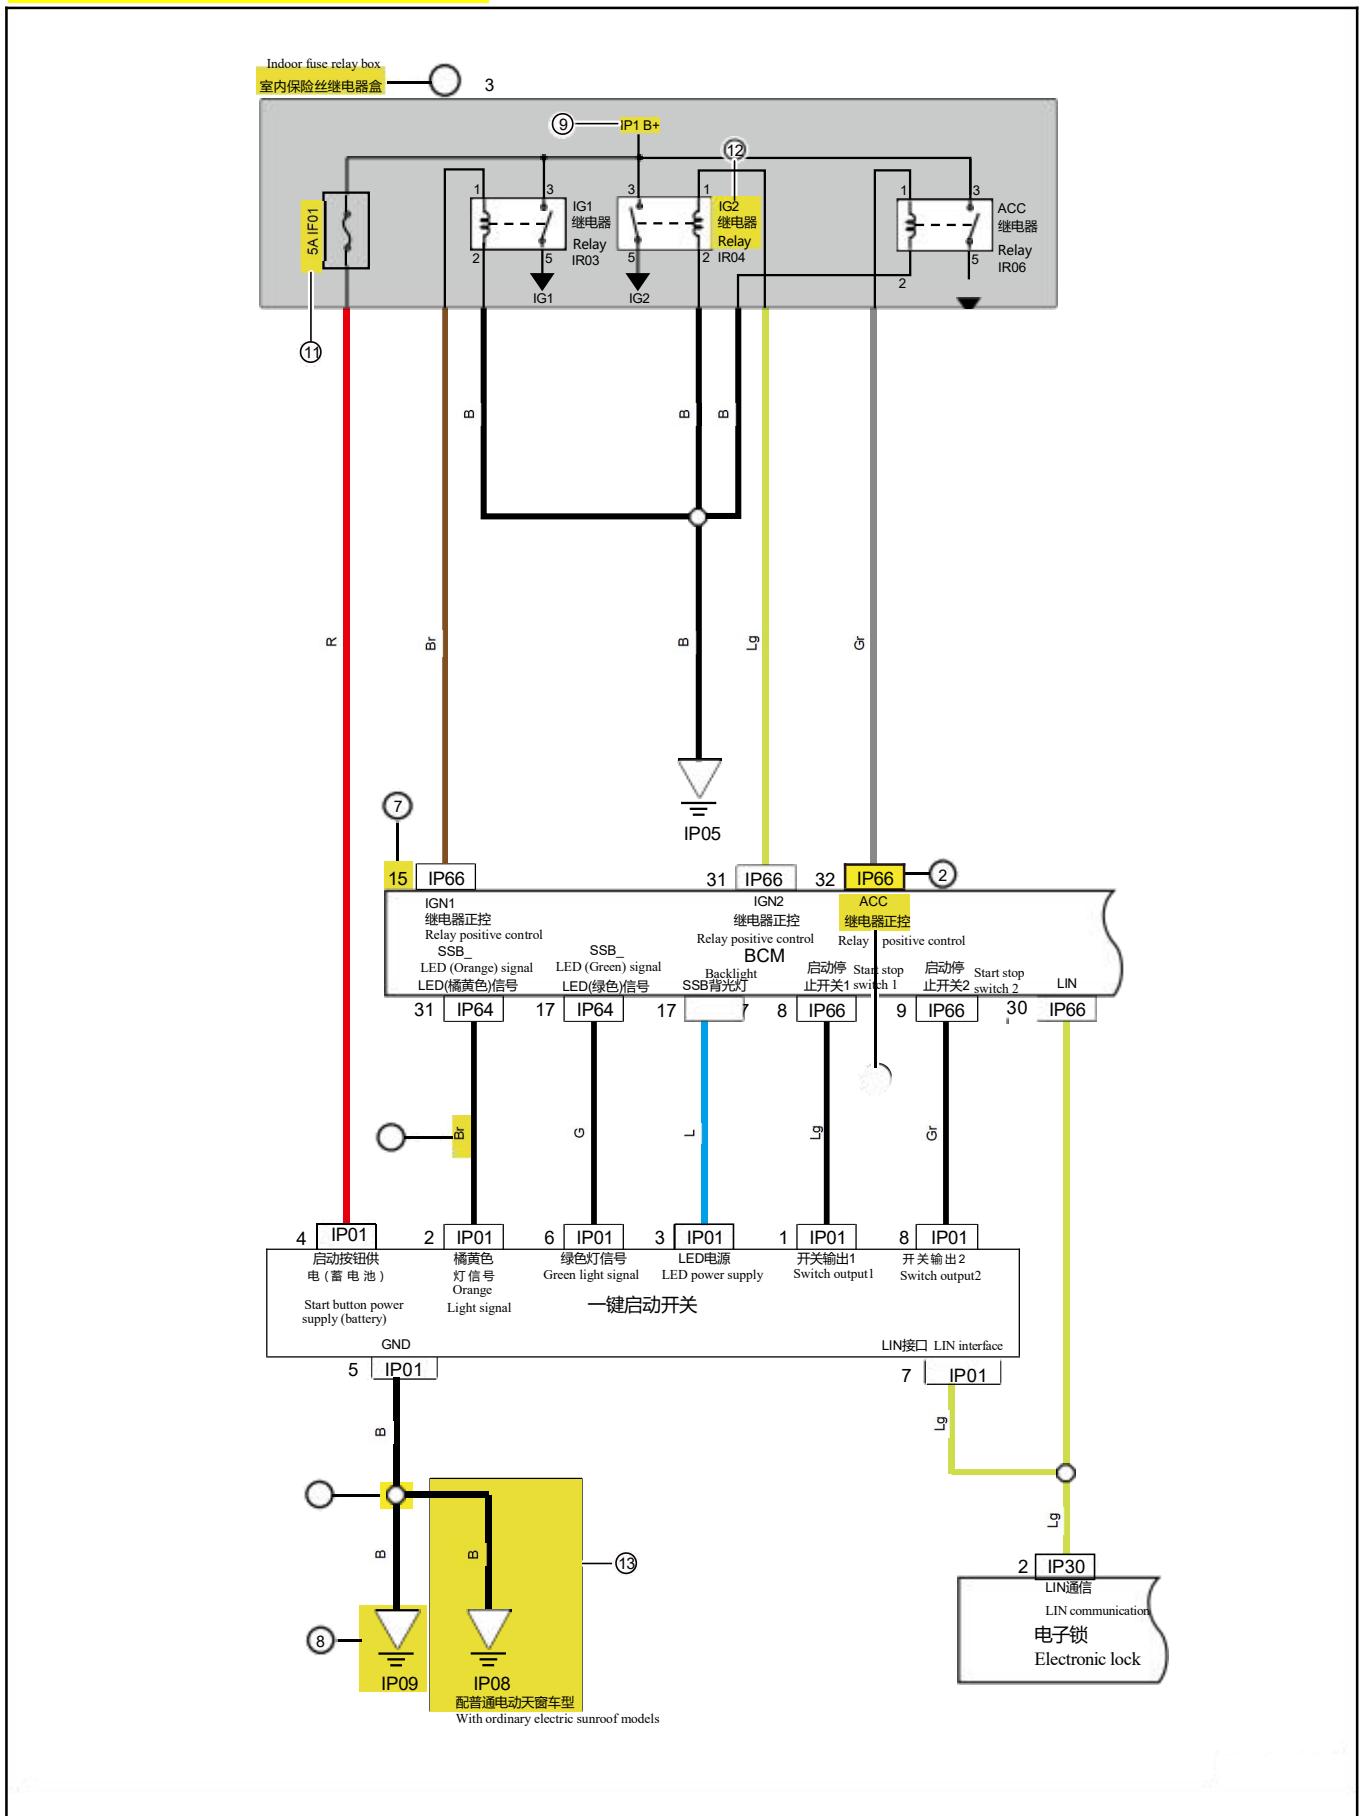 Indoor fuse relay box
室内保险丝继电器盒
3
9
IP1 B+
12
5A IF01
11
1
3
2
5
IG1
继电器
Relay
IR03
IG1
3
1
5
2
IG2
继电器
Relay
IR04
IG2
1
3
2
5
ACC
继电器
Relay
IR06
B
B
B
R
Br
B
Lg
Gr
IP05
7
15
IP66
31
IP66
32
IP66
2
IGN1
继电器正控
Relay positive control
IGN2
继电器正控
Relay positive control
ACC
继电器正控
Relay positive control
BCM
SSB_
LED (Orange) signal
LED(橘黄色)信号
SSB_
LED (Green) signal
LED(绿色)信号
Backlight
SSB背光灯
启动停
止开关1
Start stop
switch 1
启动停
止开关2
Start stop
switch 2
LIN
31
IP64
17
IP64
17
7
8
IP66
9
IP66
30
IP66
Br
G
L
Lg
Gr
4
IP01
2
IP01
6
IP01
3
IP01
1
IP01
8
IP01
启动按钮供
电(蓄电池)
Start button power
supply (battery)
橘黄色
灯信号
Orange
Light signal
绿色灯信号
Green light signal
LED电源
LED power supply
开关输出1
Switch output1
开关输出2
Switch output2
一键启动开关
GND
LIN接口 LIN interface
5
IP01
7
IP01
B
Lg
B
B
Lg
13
8
IP09
IP08
配普通电动天窗车型
With ordinary electric sunroof models
2
IP30
LIN通信
LIN communication
电子锁
Electronic lock